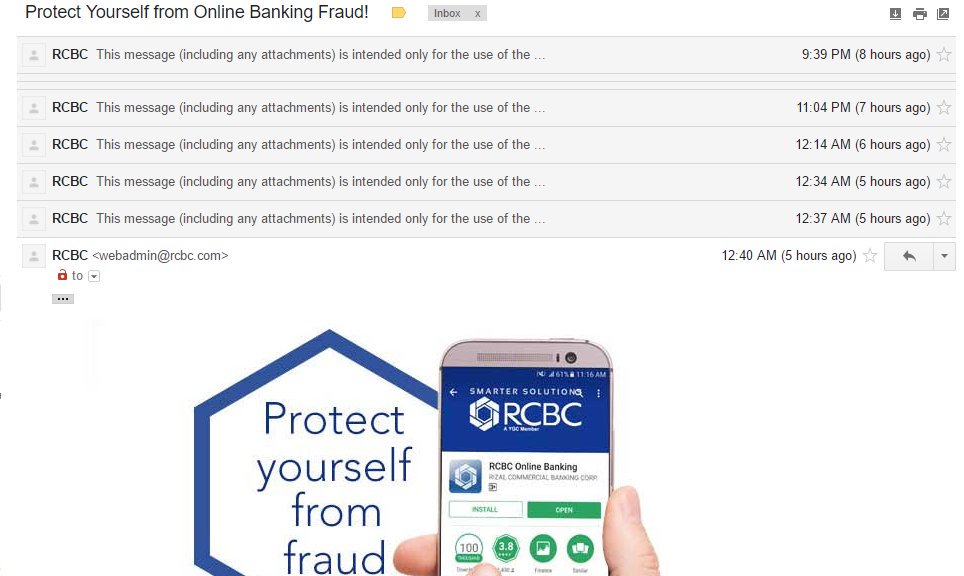 Protect Yourself from Online Banking Fraud!
Inbox x
RCBC This message (including any attachments) is intended only for the use of the ... 9:39 PM (8 hours ago)
RCBC This message (including any attachments) is intended only for the use of the ... 11:04 PM (7 hours ago)
RCBC This message (including any attachments) is intended only for the use of the ... 12:14 AM (6 hours ago)
RCBC This message (including any attachments) is intended only for the use of the ... 12:34 AM (5 hours ago)
RCBC This message (including any attachments) is intended only for the use of the ... 12:37 AM (5 hours ago)
RCBC <webadmin@rcbc.com> 12:40 AM (5 hours ago)
to
...
Protect
yourself
from
fraud
61% 11:16 AM
SMARTER SOLUTIONS
RCBC
A YGC Member
RCBC Online Banking
RIZAL COMMERCIAL BANKING CORP.
INSTALL OPEN
100 3.8
THOUSAND
Finance Similar